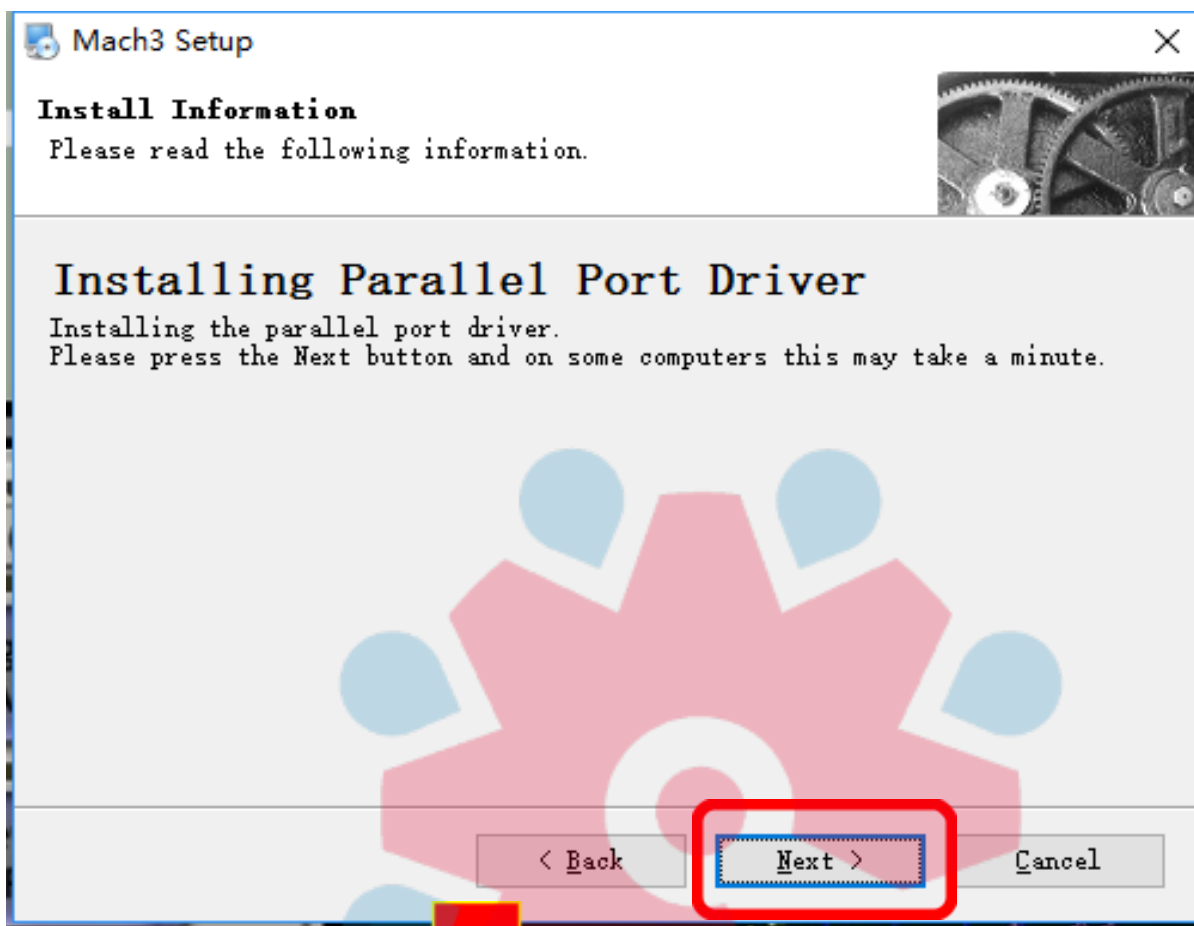 Mach3 Setup
Install Information
Please read the following information.
Installing Parallel Port Driver
Installing the parallel port driver.
Please press the Next button and on some computers this may take a minute.
< Back
Next >
Cancel